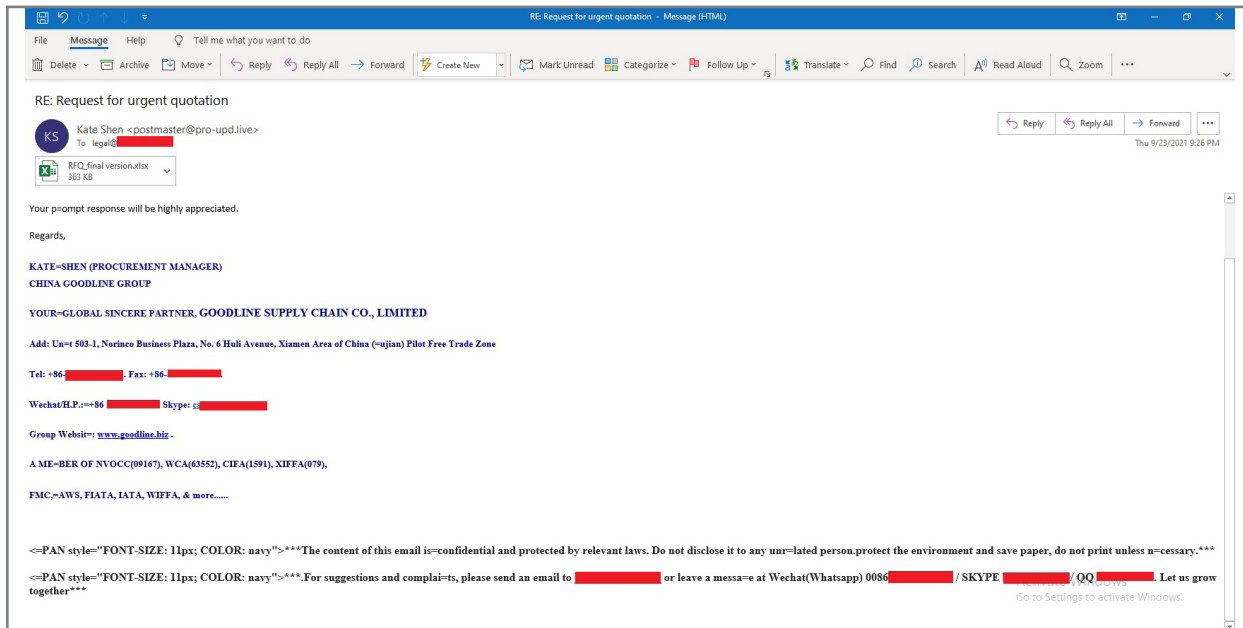 RE: Request for urgent quotation - Message (HTML)
File Message Help Tell me what you want to do
Delete Archive Move Reply Reply All Forward Create New Mark Unread Categorize Follow Up Translate Find Search Read Aloud Zoom ...
RE: Request for urgent quotation
KS
Kate Shen <postmaster@pro-upd.live>
To legal@
Reply Reply All Forward ...
Thu 9/23/2021 9:26 PM
RFQ_final version.xlsx
363 KB
Your p=ompt response will be highly appreciated.
Regards,
KATE=SHEN (PROCUREMENT MANAGER)
CHINA GOODLINE GROUP
YOUR=GLOBAL SINCERE PARTNER, GOODLINE SUPPLY CHAIN CO., LIMITED
Add: Un=t 503-1, Norinco Business Plaza, No. 6 Huli Avenue, Xiamen Area of China (=ujian) Pilot Free Trade Zone
Tel: +86- . Fax: +86- .
Wechat/H.P.:=+86 Skype:
Group Websit=: www.goodline.biz .
A ME=BER OF NVOCC(09167), WCA(63552), CIFA(1591), XIFFA(079),
FMC,=AWS, FIATA, IATA, WIFFA, & more......
<=PAN style="FONT-SIZE: 11px; COLOR: navy">***The content of this email is=confidential and protected by relevant laws. Do not disclose it to any unr=lated person.protect the environment and save paper, do not print unless n=cessary.***
<=PAN style="FONT-SIZE: 11px; COLOR: navy">***.For suggestions and complai=ts, please send an email to or leave a messa=e at Wechat(Whatsapp) 0086 / SKYPE / QQ . Let us grow
together***
Activate Windows
Go to Settings to activate Windows.